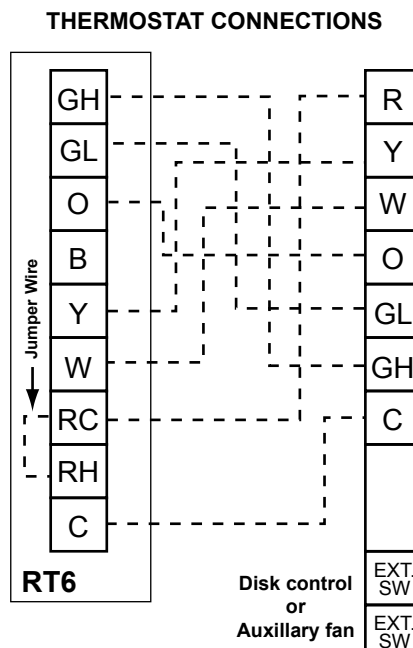 THERMOSTAT CONNECTIONS
GH
GL
O
B
Y
W
RC
RH
C
Jumper Wire
RT6
R
Y
W
O
GL
GH
C
EXT.
SW
EXT.
SW
Disk control
or
Auxillary fan